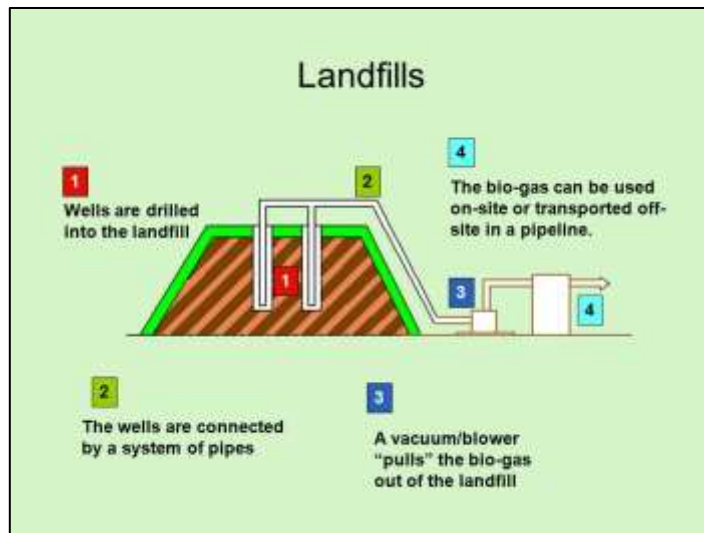 Landfills
1
Wells are drilled
into the landfill
2
4
The bio-gas can be used
on-site or transported off-
site in a pipeline.
1
3
4
2
The wells are connected
by a system of pipes
3
A vacuum/blower
“pulls” the bio-gas
out of the landfill